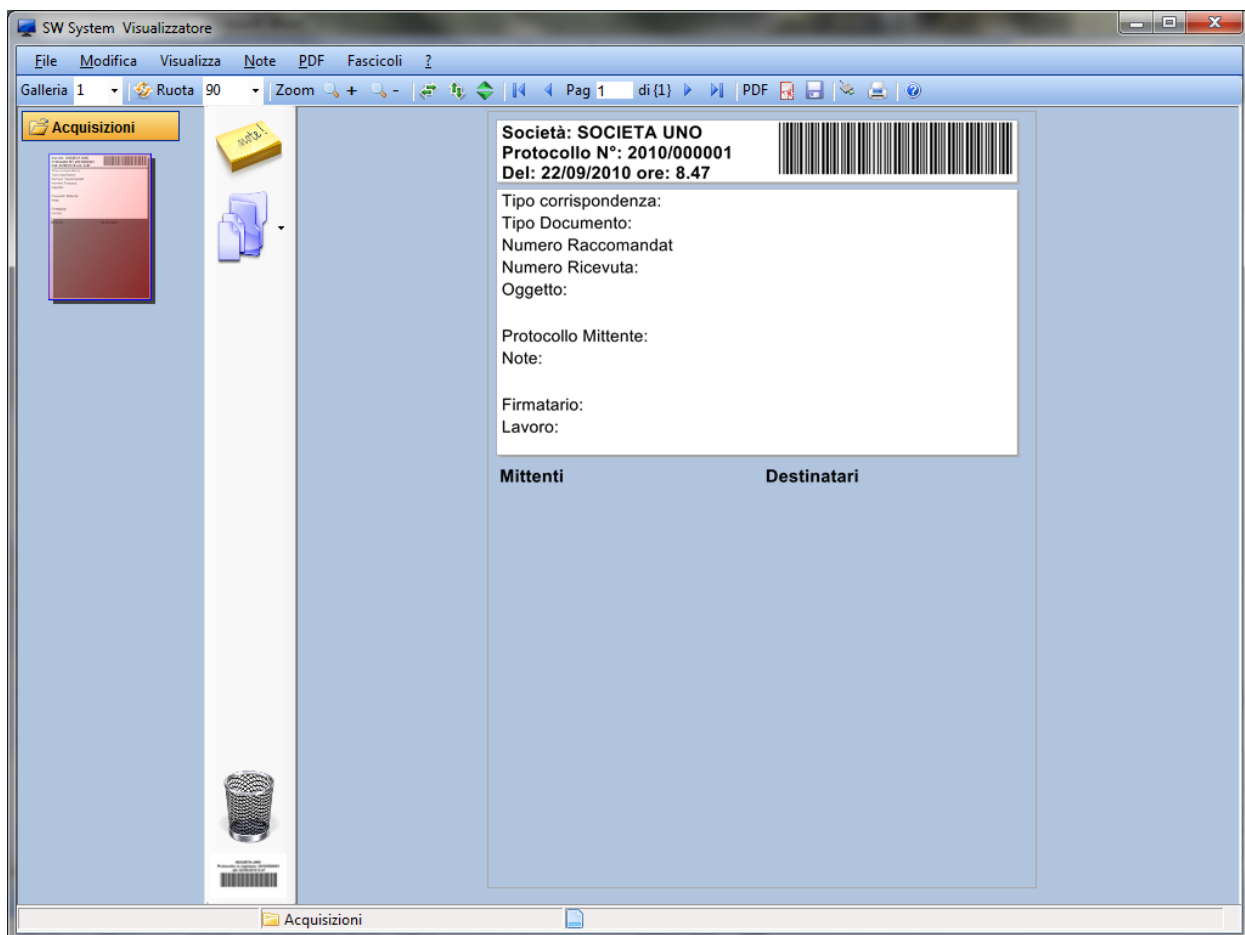 SW System Visualizzatore
File Modifica Visualizza Note PDF Fascicoli ?
Galleria 1 Ruota 90 Zoom + - Pag 1 di {1} PDF
Acquisizioni
note!
Società: SOCIETA UNO
Protocollo N°: 2010/000001
Del: 22/09/2010 ore: 8.47
Tipo corrispondenza:
Tipo Documento:
Numero Raccomandat
Numero Ricevuta:
Oggetto:
Protocollo Mittente:
Note:
Firmatario:
Lavoro:
Mittenti Destinatari
SOCIETA UNO
Acquisizioni